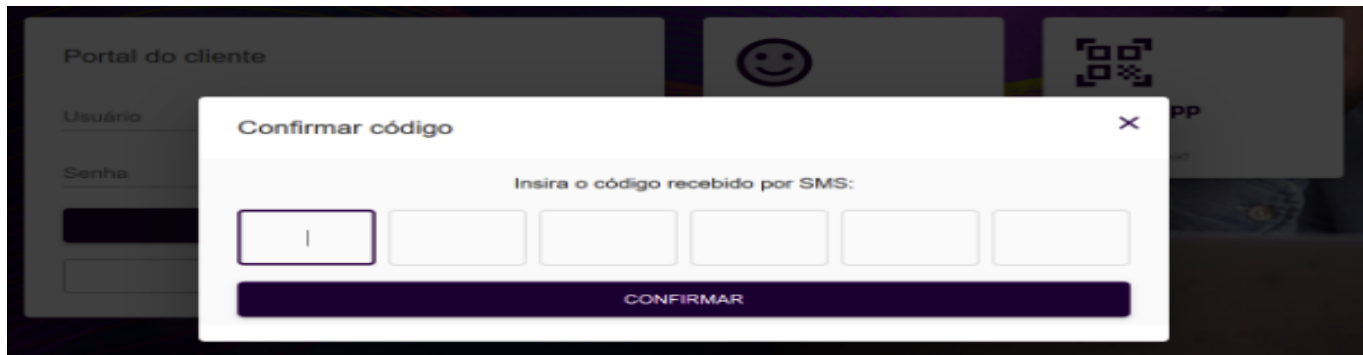 Portal do cliente
Usuário
Senha
PP
Confirmar código
Insira o código recebido por SMS:
CONFIRMAR